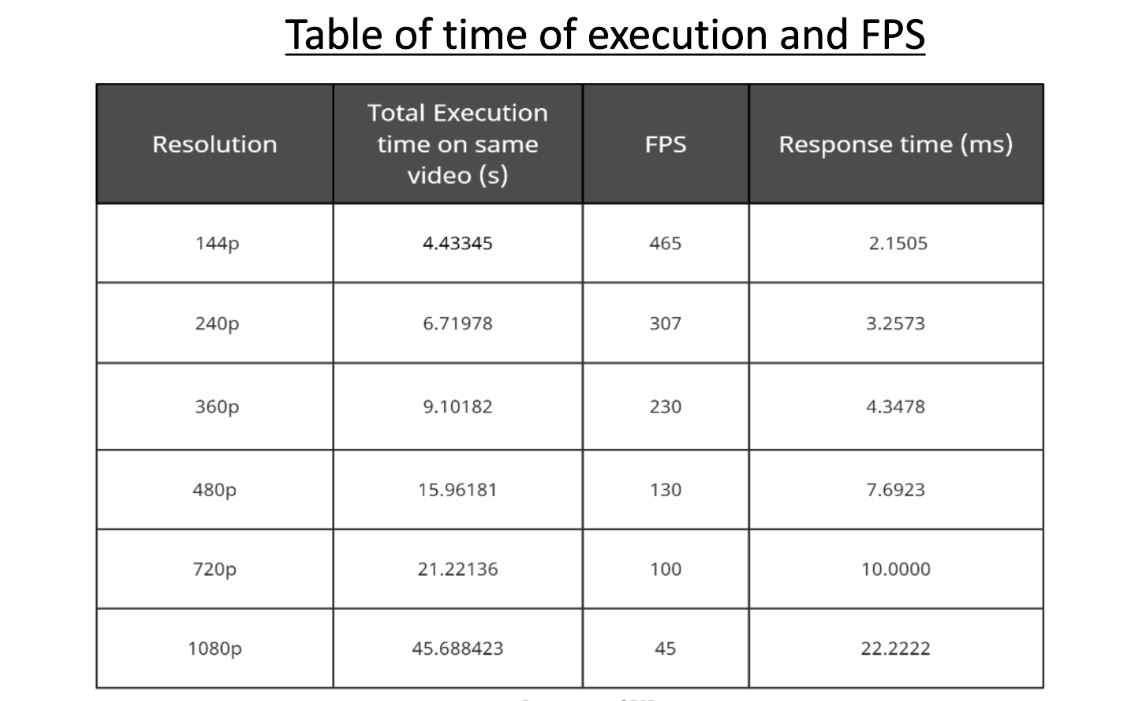 Table of time of execution and FPS
Resolution
Total Execution
time on same
video (s)
FPS
Response time (ms)
144p
4.43345
465
2.1505
240p
6.71978
307
3.2573
360p
9.10182
230
4.3478
480p
15.96181
130
7.6923
720p
21.22136
100
10.0000
1080p
45.688423
45
22.2222